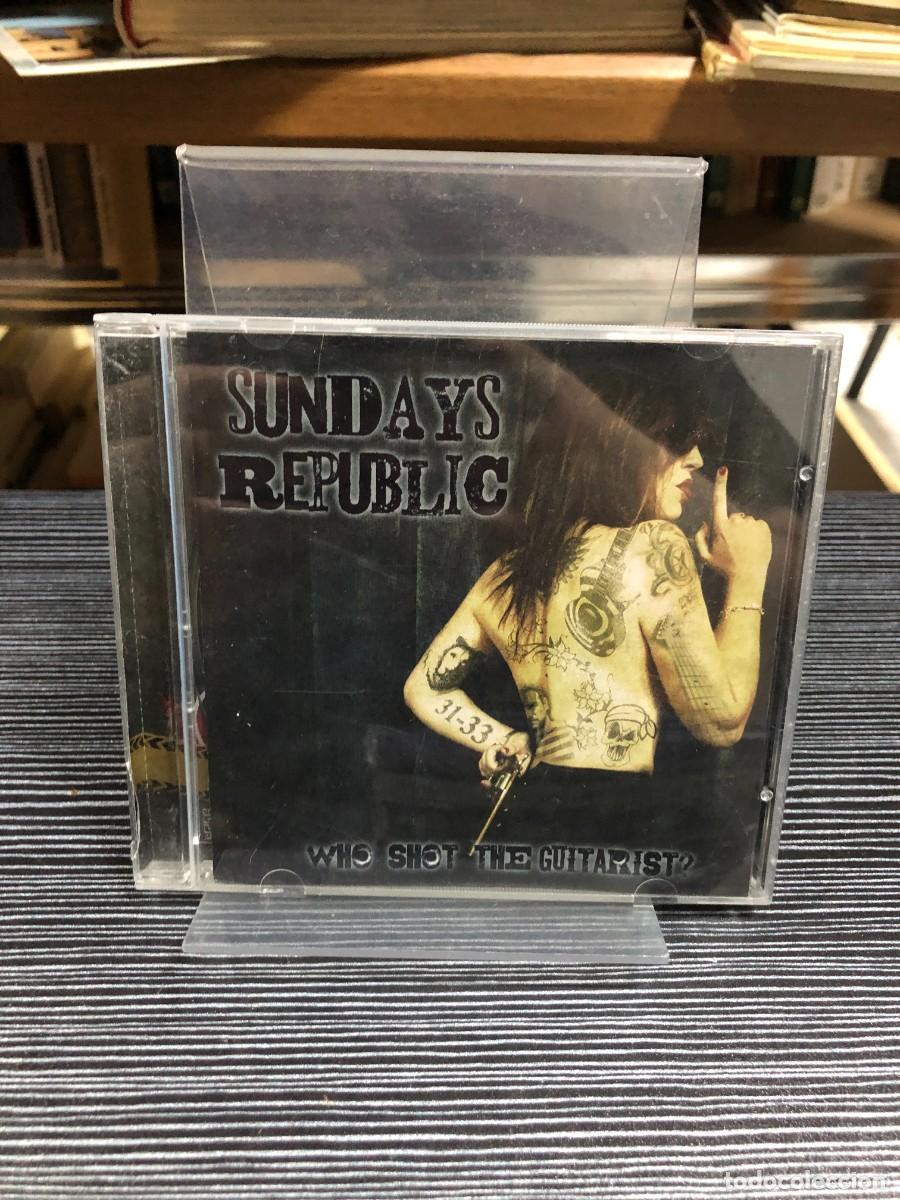 SUNDAYS
REPUBLIC
31-33
WHO SHOT THE GUITARIST?
todocoleccion